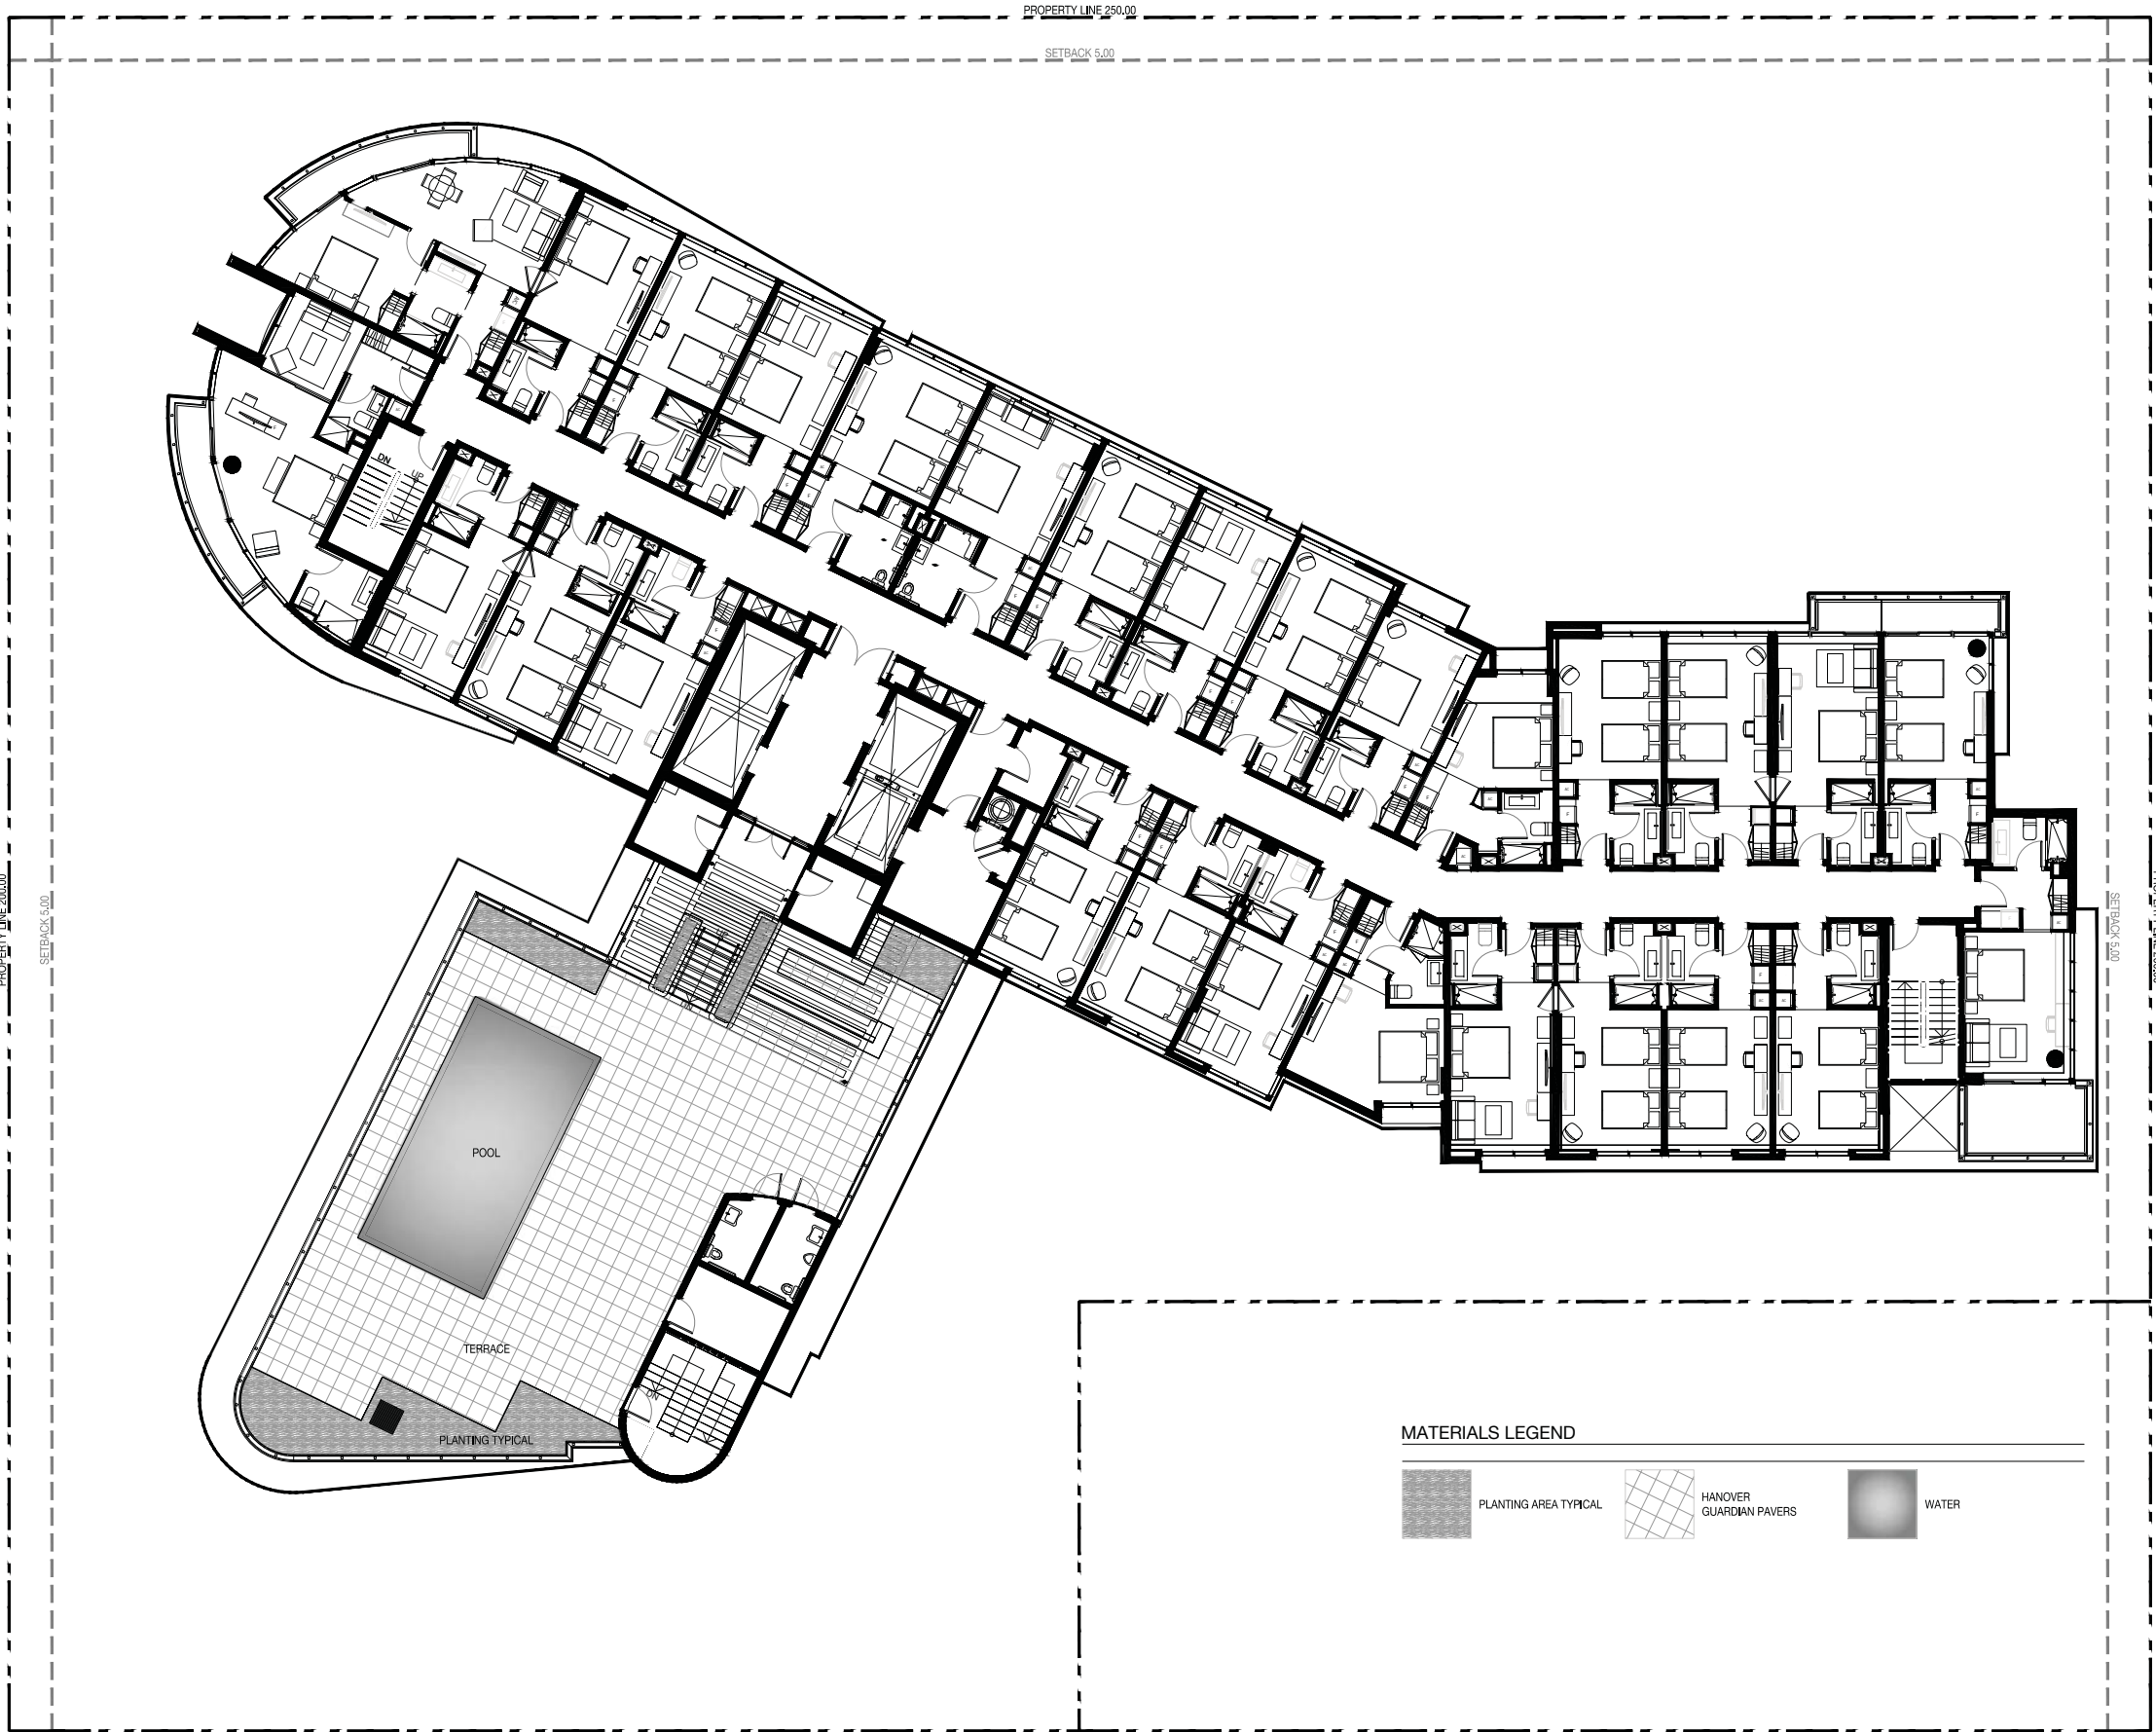 PROPERTY LINE 250.00
SETBACK 5.00
DN
UP
PROPERTY LINE 200.00
SETBACK 5.00
SETBACK 5.00
POOL
TERRACE
DN
PLANTING TYPICAL
MATERIALS LEGEND
PLANTING AREA TYPICAL
HANOVER
GUARDIAN PAVERS
WATER